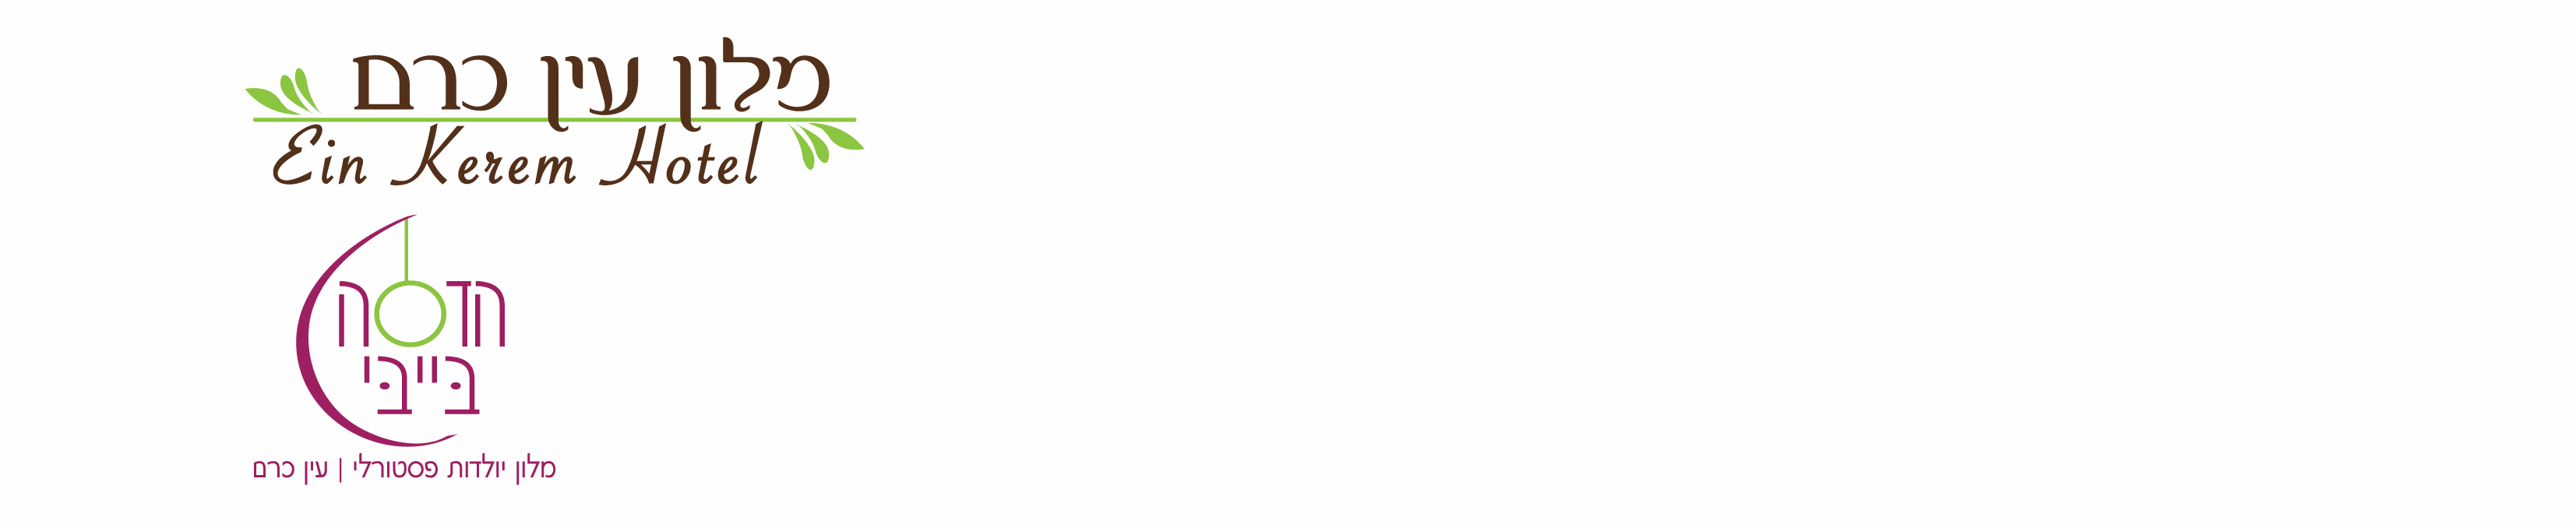 מלון עין כרם
Ein Kerem Hotel
הדסה
בייבי
מלון יולדות פסטורלי | עין כרם